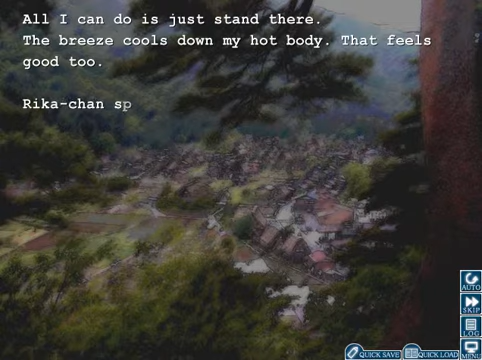 All I can do is just stand there.
The breeze cools down my hot body. That feels
good too.
Rika-chan sp
AUTO
SKIP
LOG
QUICK SAVE
QUICK LOAD
MENU